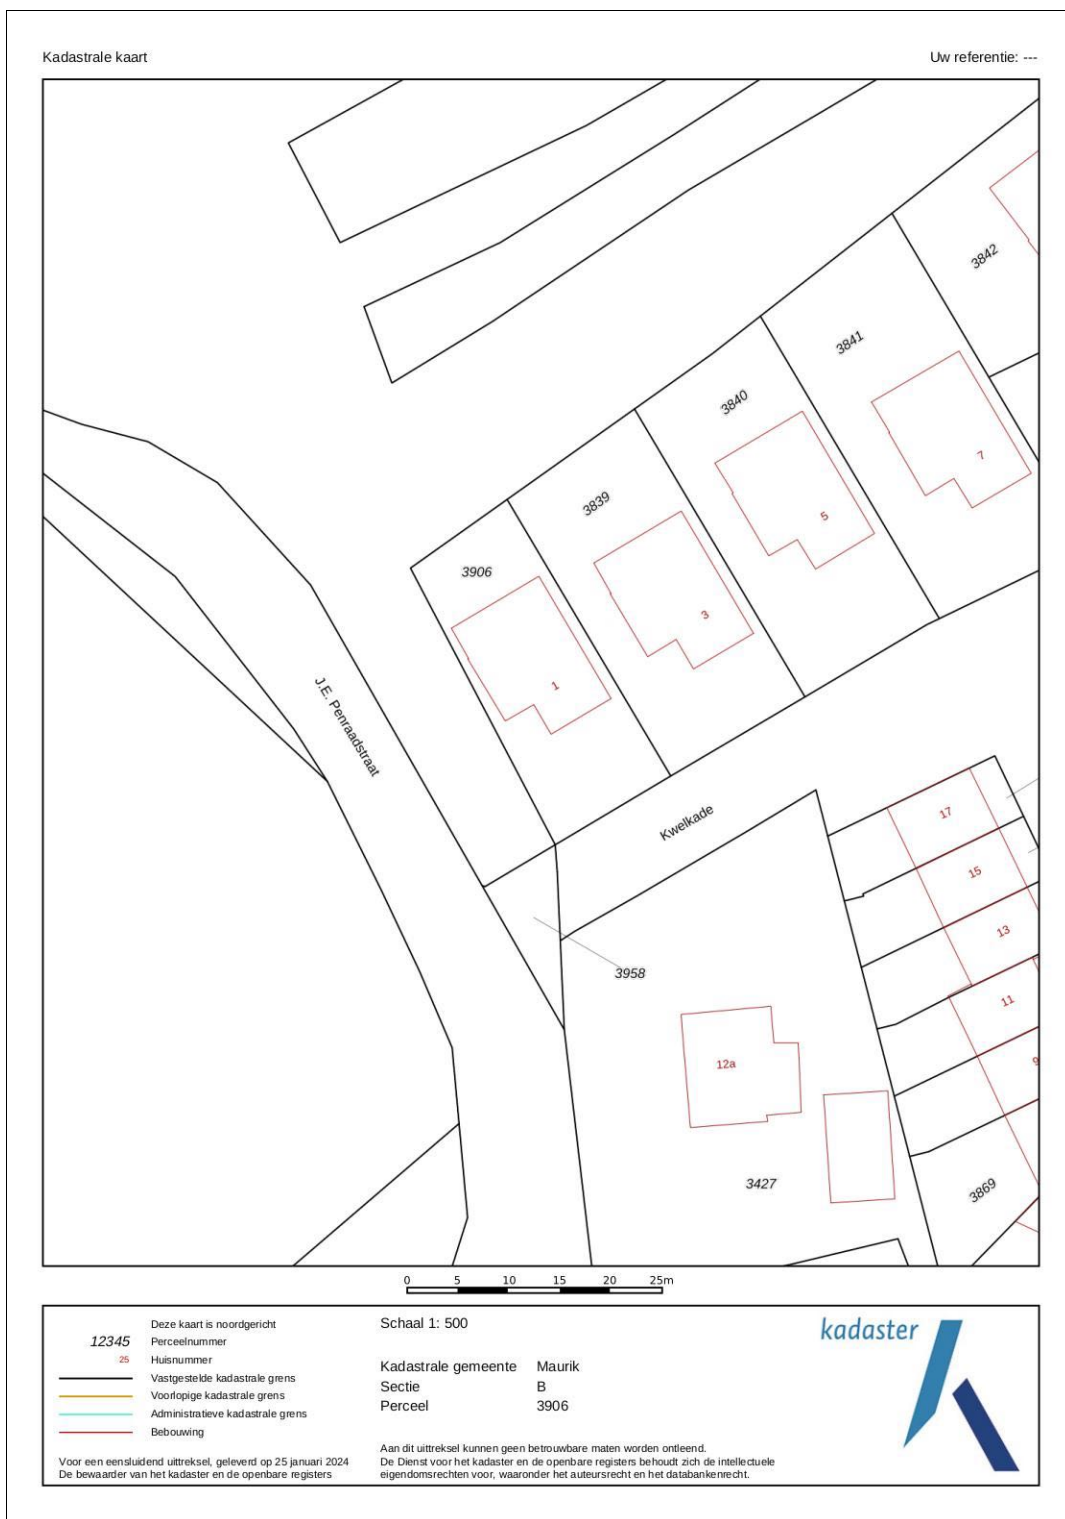 Kadastrale kaart
Uw referentie: ---
3842
3841
3840
7
3839
5
3906
3
1
J.E. Penraadstraat
Kwelkade
17
15
13
3958
11
12a
9
3427
3869
0 5 10 15 20 25m
Deze kaart is noordgericht
12345 Perceelnummer
25 Huisnummer
Vastgestelde kadastrale grens
Voorlopige kadastrale grens
Administratieve kadastrale grens
Bebouwing
Voor een eensluidend uittreksel, geleverd op 25 januari 2024
De bewaarder van het kadaster en de openbare registers
Schaal 1: 500
Kadastrale gemeente Maurik
Sectie B
Perceel 3906
Aan dit uittreksel kunnen geen betrouwbare maten worden ontleend.
De Dienst voor het kadaster en de openbare registers behoudt zich de intellectuele
eigendomsrechten voor, waaronder het auteursrecht en het databankenrecht.
kadaster